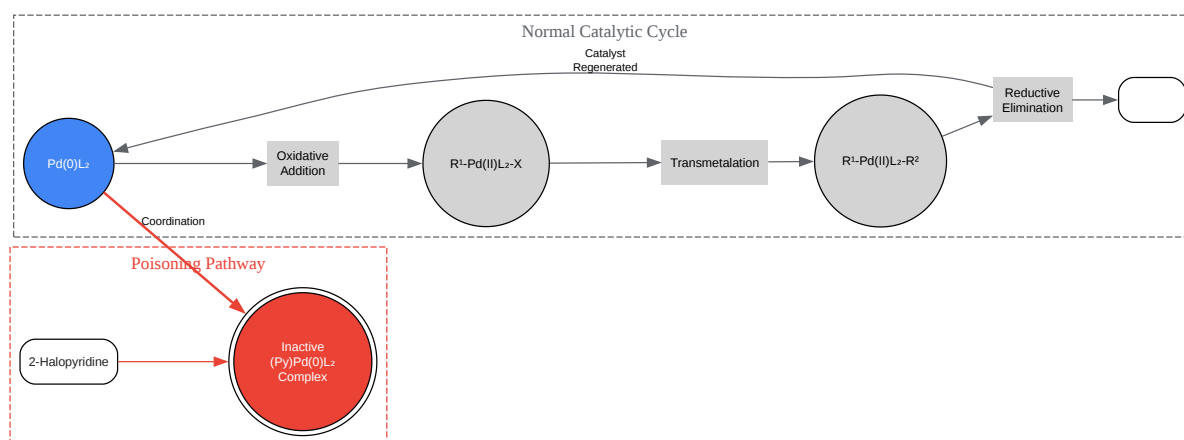 Normal Catalytic Cycle
Catalyst
Regenerated
Reductive
Elimination
Pd(0)L₂
Oxidative
Addition
R¹-Pd(II)L₂-X
Transmetalation
R¹-Pd(II)L₂-R²
Coordination
Poisoning Pathway
2-Halopyridine
Inactive
(Py)Pd(0)L₂
Complex